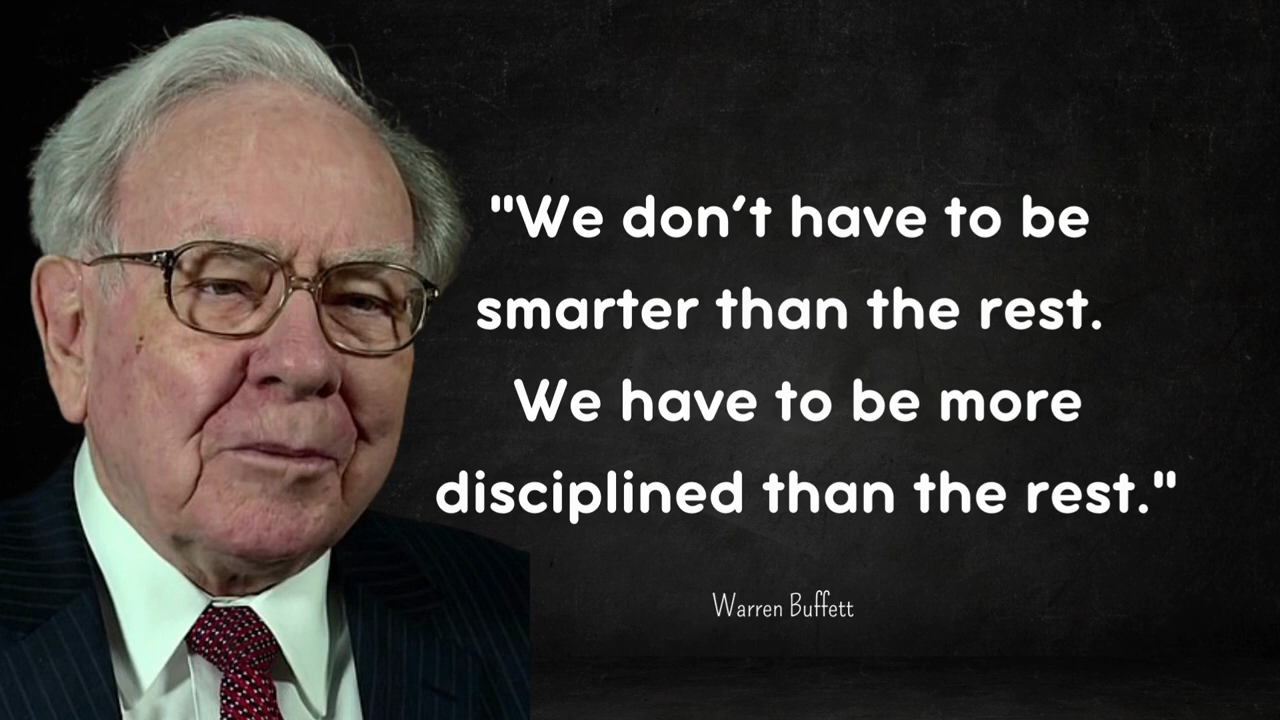 "We don't have to be
smarter than the rest.
We have to be more
disciplined than the rest."
Warren Buffett